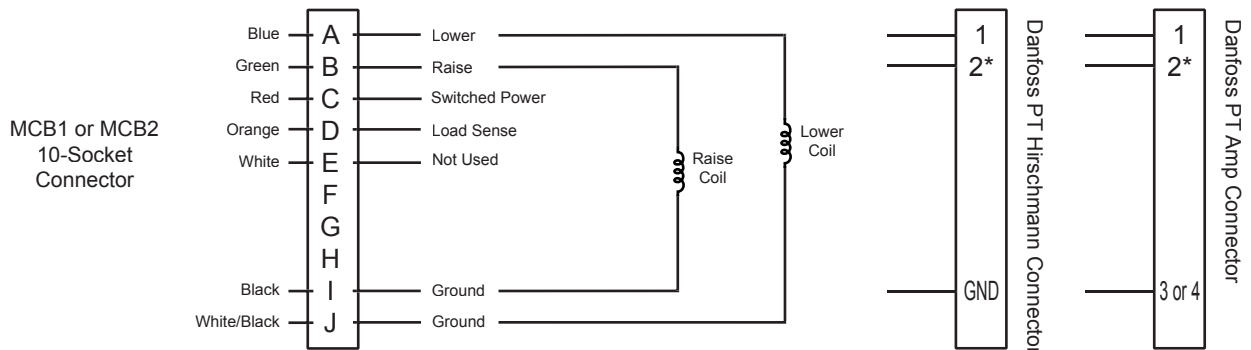 MCB1 or MCB2
10-Socket
Connector
Blue A Lower
Green B Raise
Red C Switched Power
Orange D Load Sense
White E Not Used
F
G
H
Black I Ground
White/Black J Ground
Raise
Coil
Lower
Coil
1
2*
GND
Danfoss PT Hirschmann Connector
1
2*
3 or 4
Danfoss PT Amp Connector